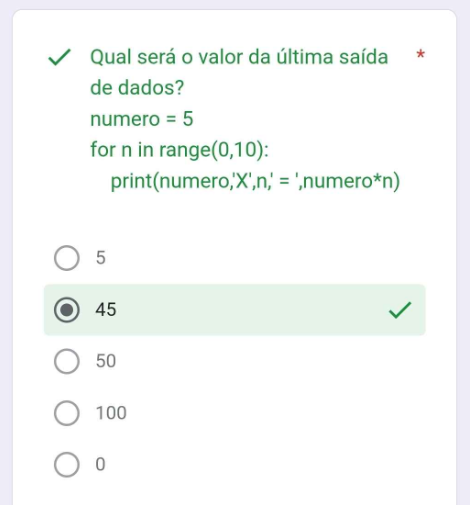 Qual será o valor da última saída *
de dados?
numero = 5
for n in range(0,10):
print(numero,'X',n,' = ',numero*n)
5
45
50
100
0